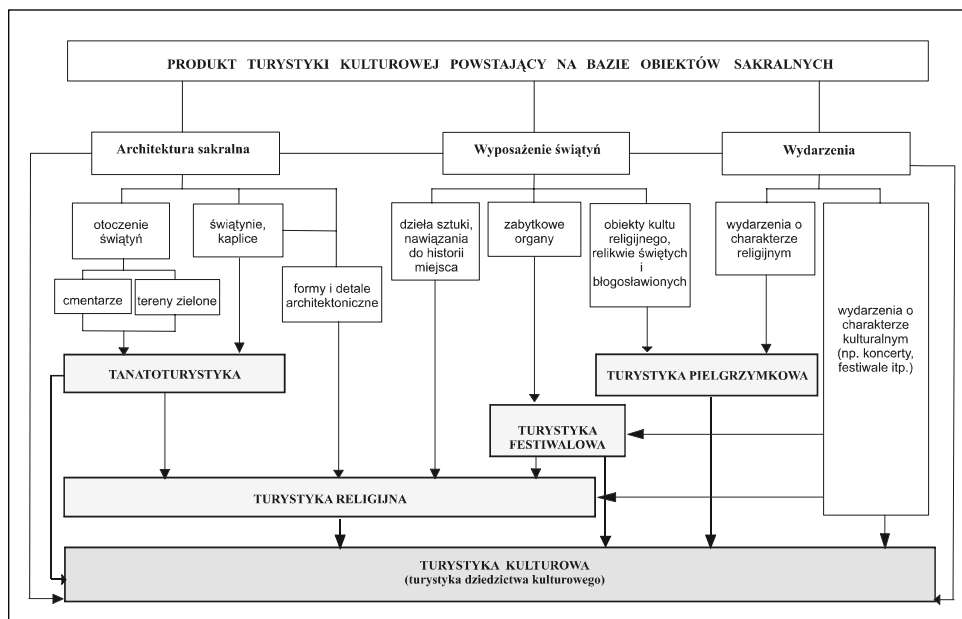 PRODUKT TURYSTYKI KULTUROWEJ POWSTAJĄCY NA BAZIE OBIEKTÓW SAKRALNYCH
Architektura sakralna
Wyposażenie świątyń
Wydarzenia
otoczenie
świątyń
świątynie,
kaplice
dzieła sztuki,
nawiązania
do historii
miejsca
zabytkowe
organy
obiekty kultu
religijnego,
relikwie świętych
i
błogosławionych
wydarzenia o
charakterze
religijnym
cmentarze
tereny zielone
formy i detale
architektoniczne
wydarzenia o
charakterze
kulturalnym
(np. koncerty,
festiwale itp.)
TANATOTURYSTYKA
TURYSTYKA PIELGRZYMKOWA
TURYSTYKA
FESTIWALOWA
TURYSTYKA RELIGIJNA
TURYSTYKA KULTUROWA
(turystyka dziedzictwa kulturowego)